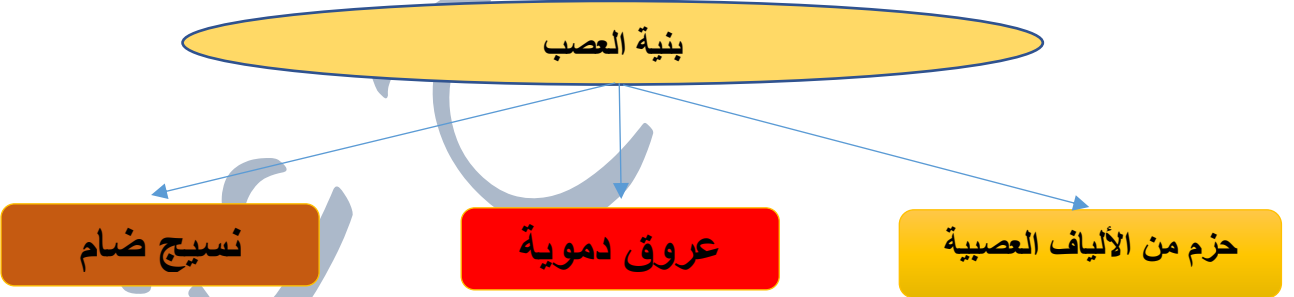 بنية العصب
حزم من الألياف العصبية
عروق دموية
نسيج ضام